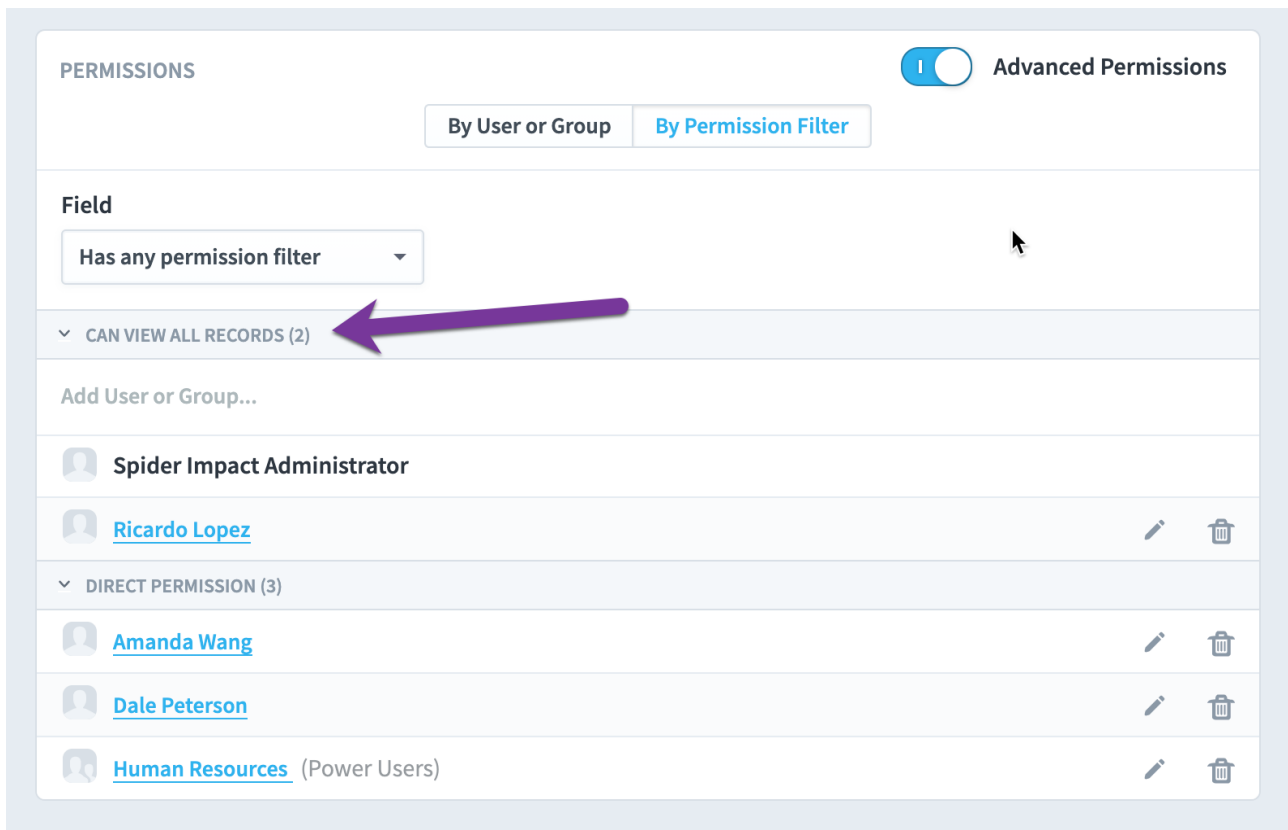 PERMISSIONS
Advanced Permissions
By User or Group
By Permission Filter
Field
Has any permission filter
CAN VIEW ALL RECORDS (2)
Add User or Group...
Spider Impact Administrator
Ricardo Lopez
DIRECT PERMISSION (3)
Amanda Wang
Dale Peterson
Human Resources (Power Users)